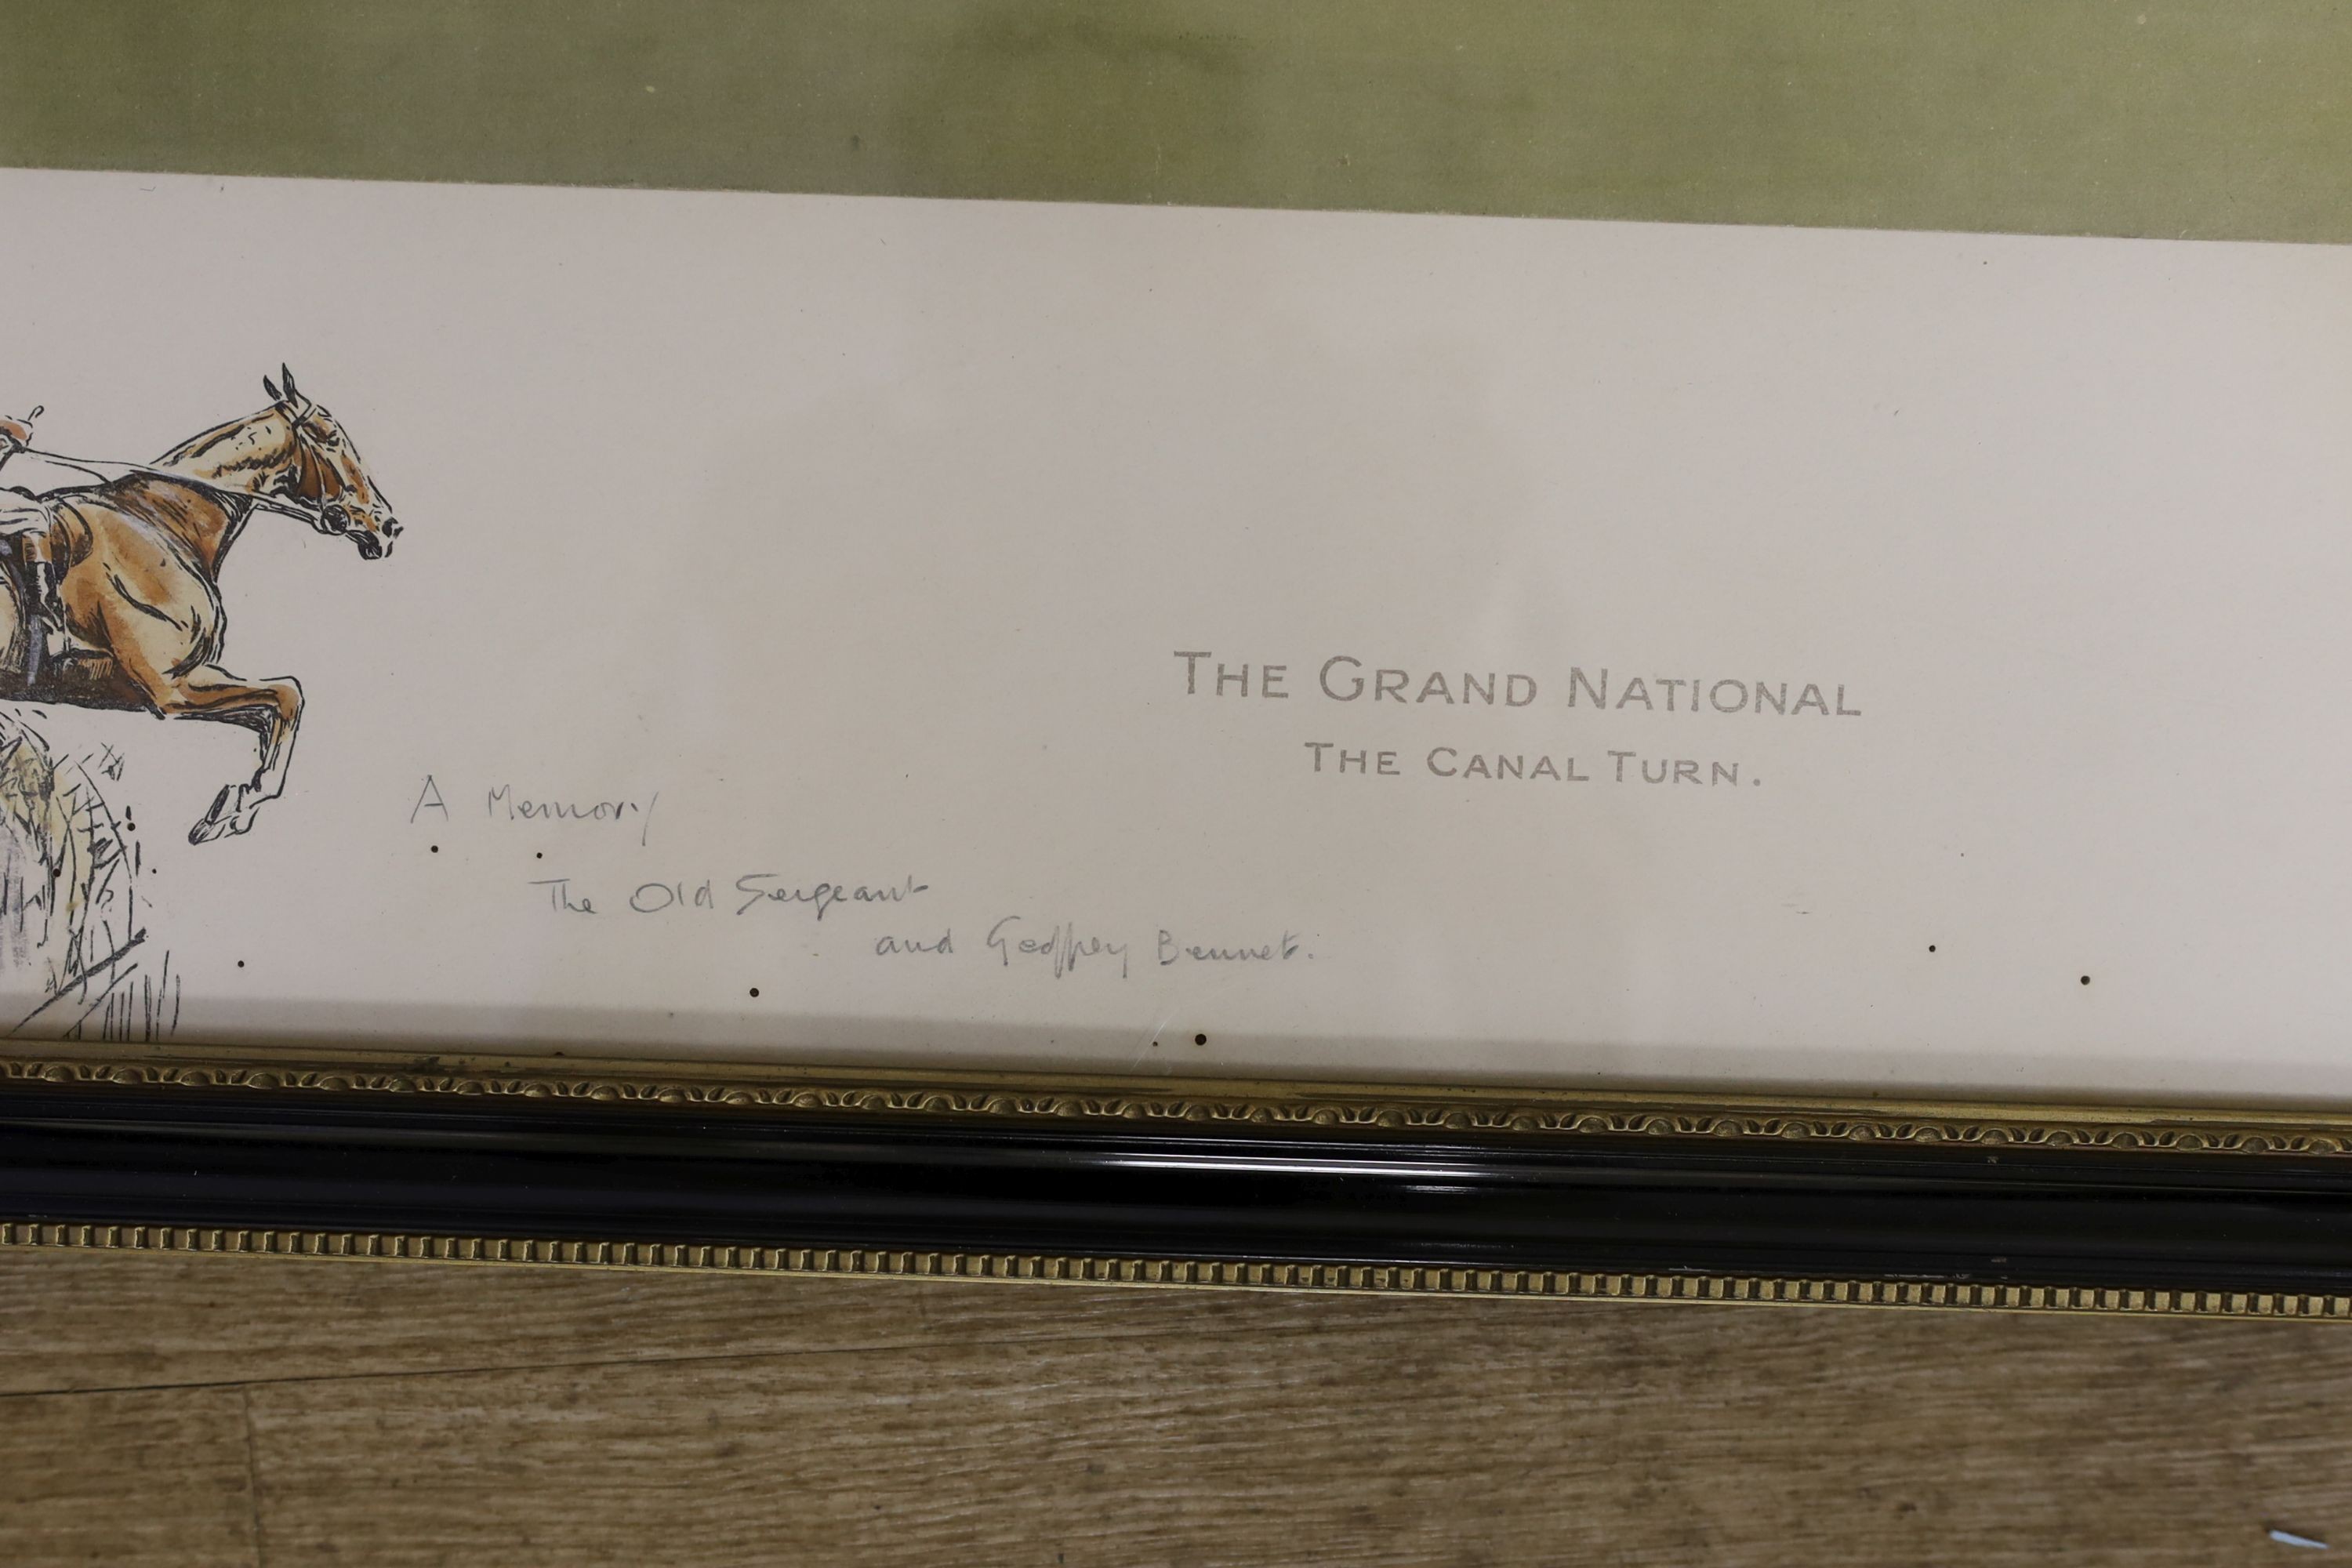 THE GRAND NATIONAL
THE CANAL TURN.
A Memory
The Old Sergeant
and Geoffrey Bennet.